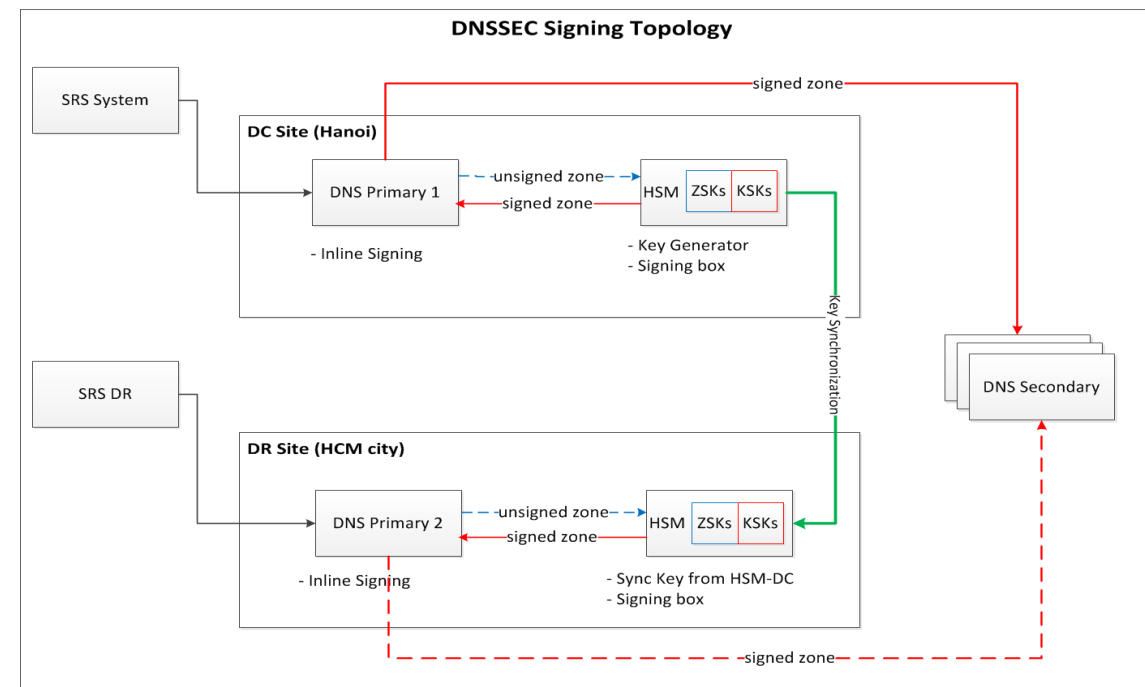 DNSSEC Signing Topology
signed zone
SRS System
DC Site (Hanoi)
DNS Primary 1
unsigned zone
signed zone
HSM
ZSKs
KSKs
- Inline Signing
- Key Generator
- Signing box
Key Synchronization
SRS DR
DNS Secondary
DR Site (HCM city)
DNS Primary 2
unsigned zone
signed zone
HSM
ZSKs
KSKs
- Inline Signing
- Sync Key from HSM-DC
- Signing box
signed zone